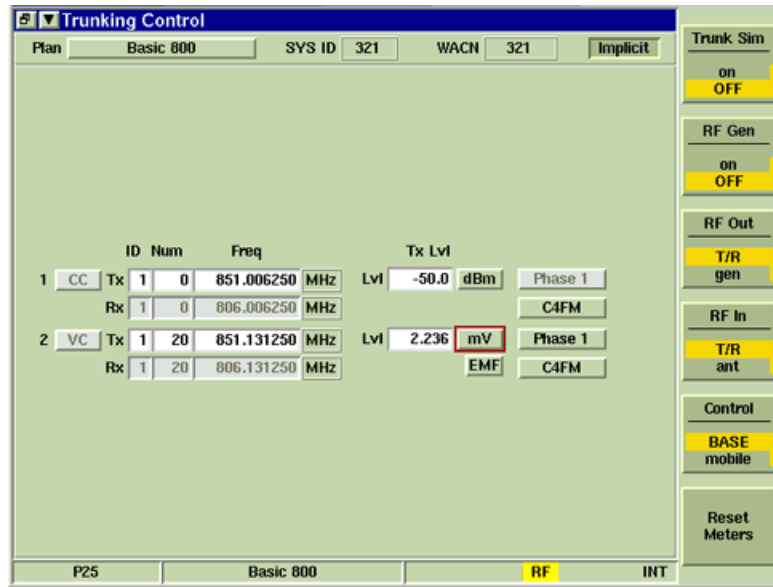 Trunking Control
Plan Basic 800 SYS ID 321 WACN 321 Implicit
ID Num Freq Tx Lvl
1 CC Tx 1 0 851.006250 MHz Lvl -50.0 dBm Phase 1
Rx 1 0 806.006250 MHz C4FM
2 VC Tx 1 20 851.131250 MHz Lvl 2.236 mV Phase 1
Rx 1 20 806.131250 MHz EMF C4FM
P25 Basic 800 RF INT
Trunk Sim
on
OFF
RF Gen
on
OFF
RF Out
T/R
gen
RF In
T/R
ant
Control
BASE
mobile
Reset
Meters